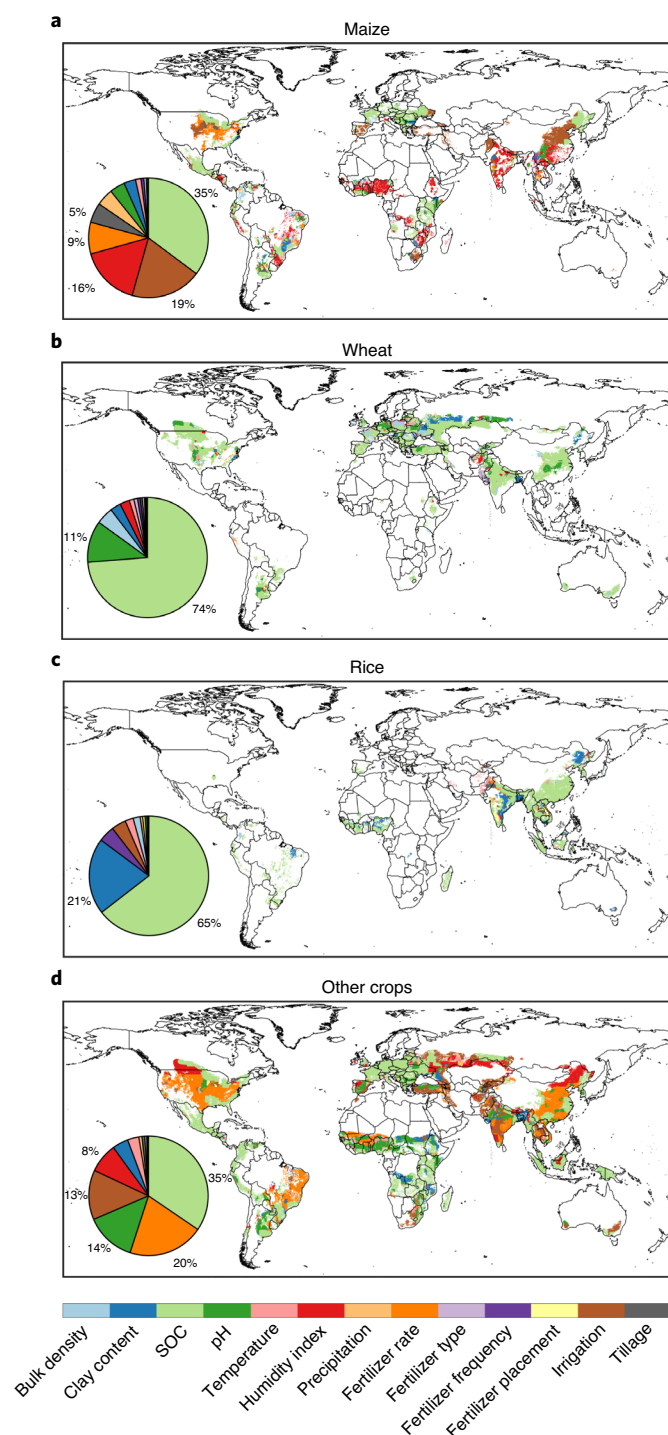 a
Maize
35%
5%
9%
16%
19%
b
Wheat
11%
74%
c
Rice
21%
65%
d
Other crops
8%
35%
13%
14%
20%
Bulk density
Clay content
SOC
pH
Temperature
Humidity index
Precipitation
Fertilizer rate
Fertilizer type
Fertilizer frequency
Fertilizer placement
Irrigation
Tillage